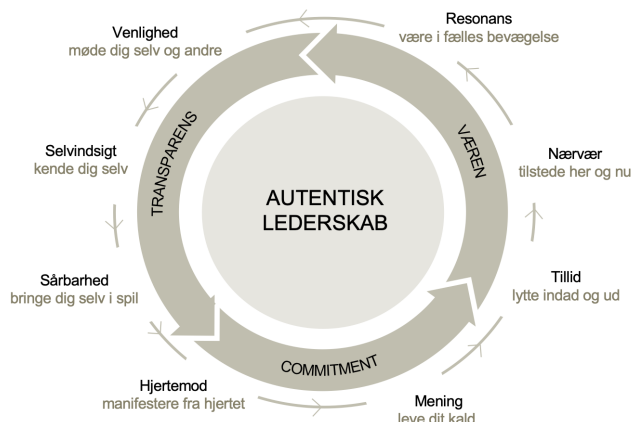 Venlighed
møde dig selv og andre
Resonans
være i fælles bevægelse
Selvindsigt
kende dig selv
Nærvær
tilstede her og nu
TRANSPARENS
VÆREN
AUTENTISK
LEDERSKAB
Sårbarhed
bringe dig selv i spil
Tillid
lytte indad og ud
COMMITMENT
Hjertemod
manifestere fra hjertet
Mening
leve dit kald